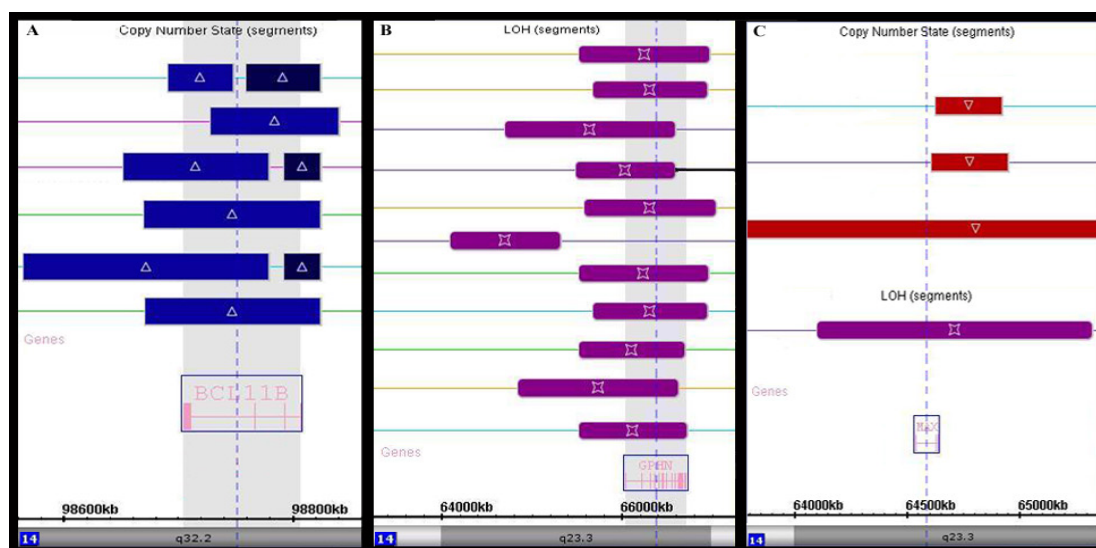 A
Copy Number State (segments)
Genes
BCL11B
98600kb
98800kb
14
q32.2
B
LOH (segments)
Genes
GPHN
64000kb
66000kb
14
q23.3
C
Copy Number State (segments)
LOH (segments)
Genes
MAX
64000kb
64500kb
65000kb
14
q23.3